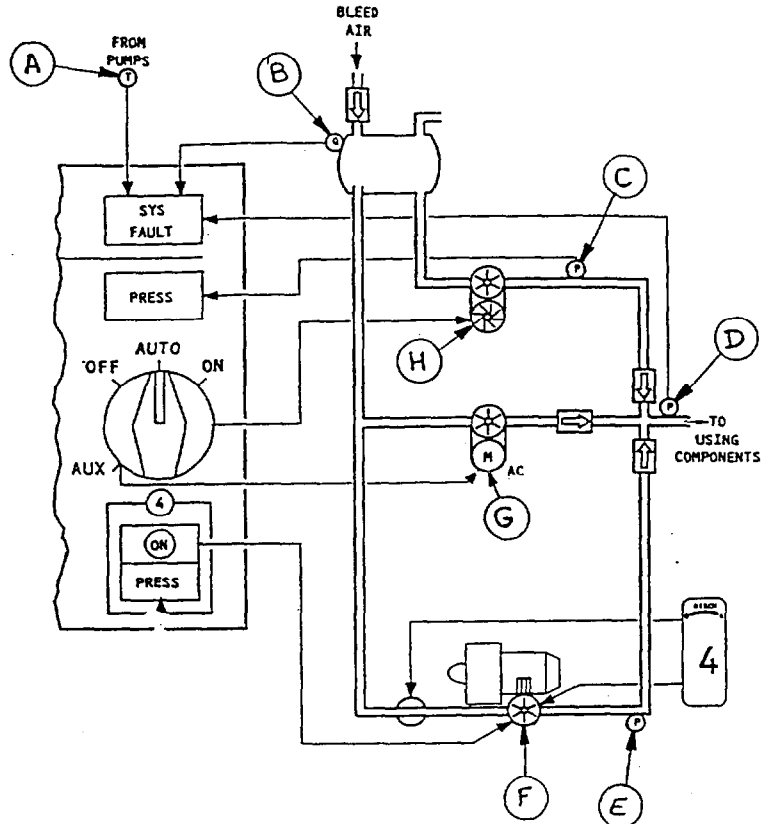 BLEED
AIR
FROM
PUMPS
A
T
B
Q
C
SYS
FAULT
P
PRESS
H
D
AUTO
OFF
ON
P
TO
USING
COMPONENTS
AUX
M
AC
G
4
ON
PRESS
4
P
F
E